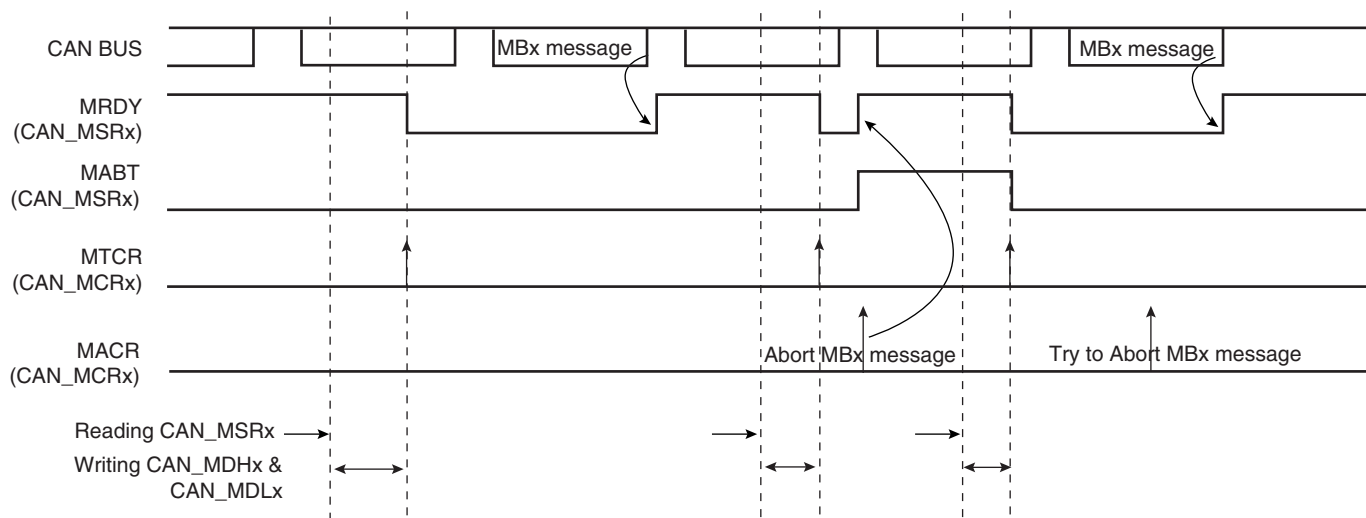 CAN BUS
MBx message
MBx message
MRDY
(CAN_MSRx)
MABT
(CAN_MSRx)
MTCR
(CAN_MCRx)
MACR
(CAN_MCRx)
Abort MBx message
Try to Abort MBx message
Reading CAN_MSRx
Writing CAN_MDHx &
CAN_MDLx